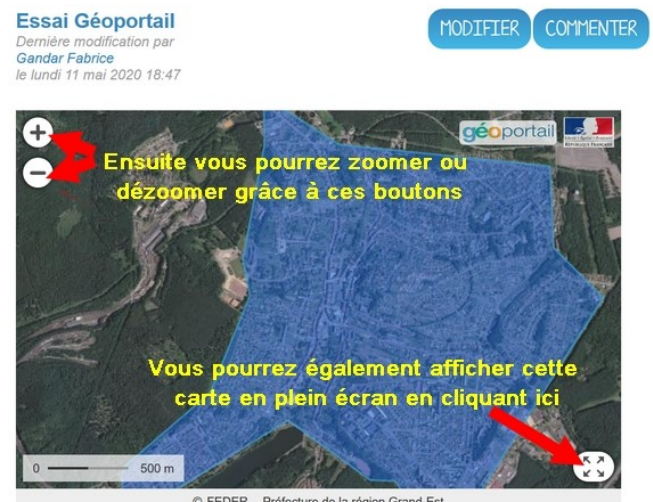 Essai Géoportail
Dernière modification par
Gandar Fabrice
le lundi 11 mai 2020 18:47
MODIFIER
COMMENTER
géoportail
Ensuite vous pourrez zoomer ou
dézoomer grâce à ces boutons
Vous pourrez également afficher cette
carte en plein écran en cliquant ici
0
500 m
© FEDER
Préfecture de la région Grand Est